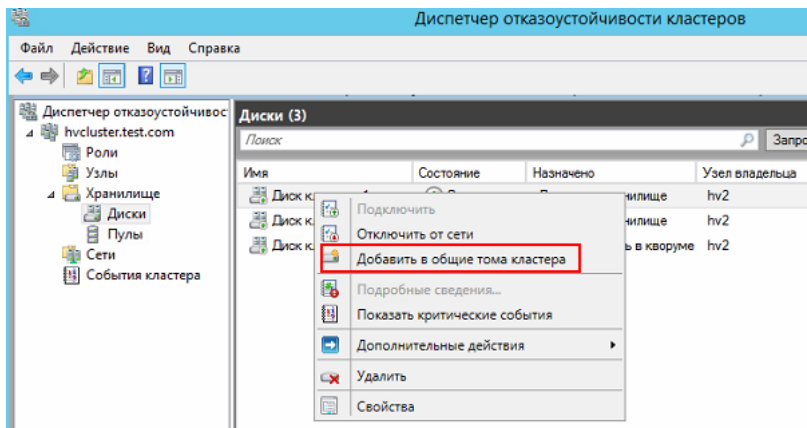 Диспетчер отказоустойчивости кластеров
Файл Действие Вид Справка
Диспетчер отказоустойчивос
hvcluster.test.com
Роли
Узлы
Хранилище
Диски
Пулы
Сети
События кластера
Диски (3)
Поиск
Запро
Имя Состояние Назначено Узел владельца
Диск к hv2
Диск к hv2
Диск к в кворуме hv2
Подключить
Отключить от сети
Добавить в общие тома кластера
Подробные сведения...
Показать критические события
Дополнительные действия
Удалить
Свойства